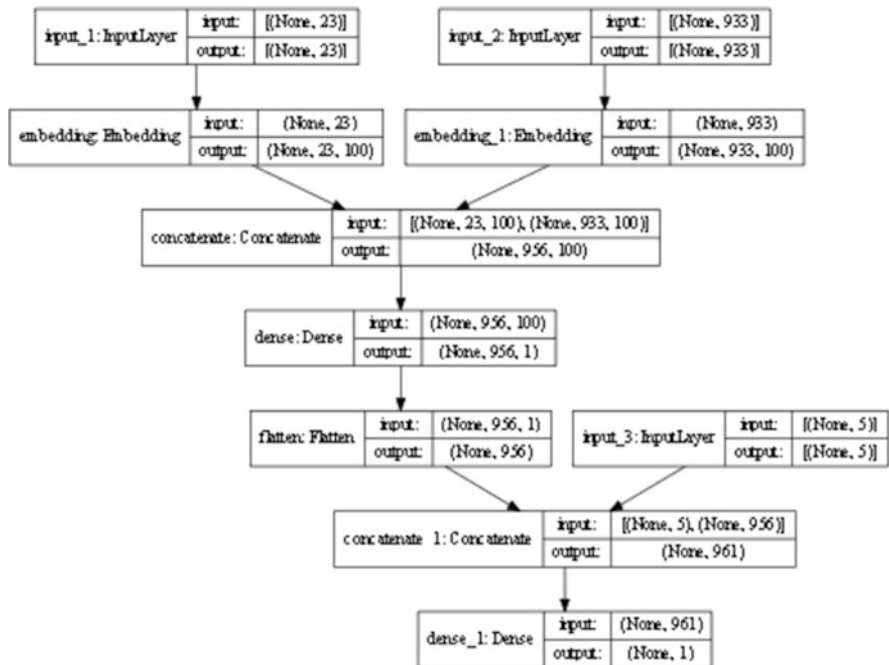 input_1: InputLayer input: [(None, 23)]
output: [(None, 23)]
input_2: InputLayer input: [(None, 933)]
output: [(None, 933)]
embedding: Embedding input: (None, 23)
output: (None, 23, 100)
embedding_1: Embedding input: (None, 933)
output: (None, 933, 100)
concatenate: Concatenate input: [(None, 23, 100), (None, 933, 100)]
output: (None, 956, 100)
dense: Dense input: (None, 956, 100)
output: (None, 956, 1)
flatten: Flatten input: (None, 956, 1)
output: (None, 956)
input_3: InputLayer input: [(None, 5)]
output: [(None, 5)]
concatenate 1: Concatenate input: [(None, 5), (None, 956)]
output: (None, 961)
dense_1: Dense input: (None, 961)
output: (None, 1)